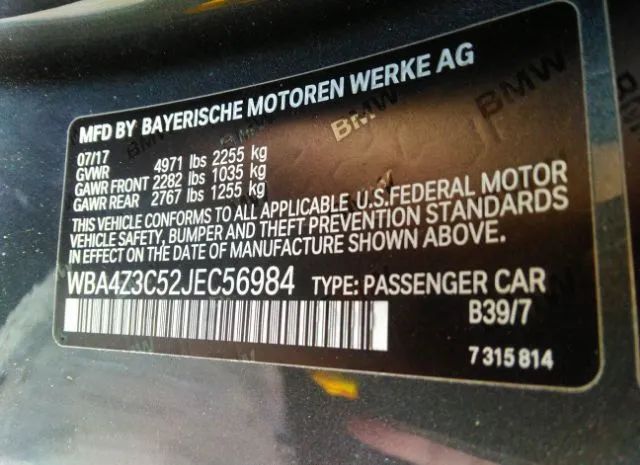 MFD BY BAYERISCHE MOTOREN WERKE AG
07/17
GVWR 4971 lbs 2255 kg
GAWR FRONT 2282 lbs 1035 kg
GAWR REAR 2767 lbs 1255 kg
THIS VEHICLE CONFORMS TO ALL APPLICABLE U.S.FEDERAL MOTOR
VEHICLE SAFETY, BUMPER AND THEFT PREVENTION STANDARDS
IN EFFECT ON THE DATE OF MANUFACTURE SHOWN ABOVE.
WBA4Z3C52JEC56984 TYPE: PASSENGER CAR
B39/7
7 315 814
BMW
BMW
BMW